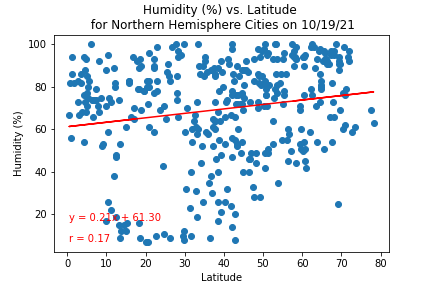 Humidity (%) vs. Latitude
for Northern Hemisphere Cities on 10/19/21
Humidity (%)
100
80
60
40
20
y = 0.21x + 61.30
r = 0.17
0 10 20 30 40 50 60 70 80
Latitude